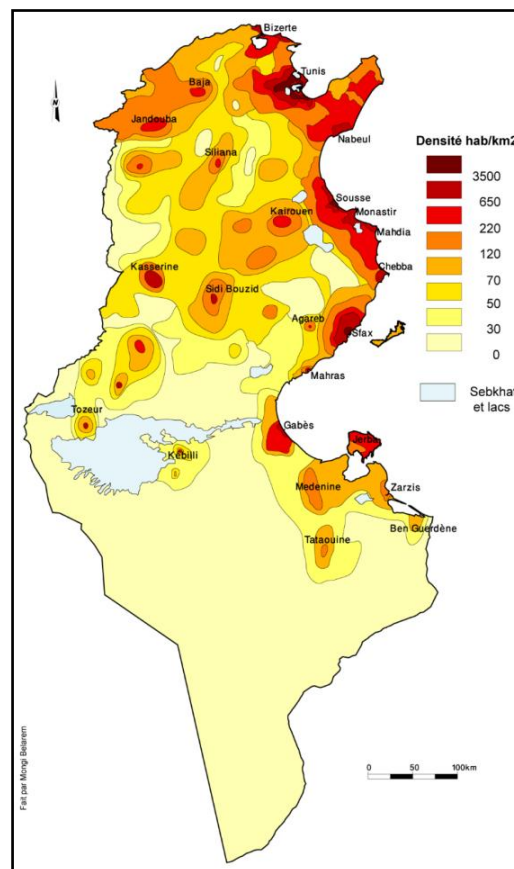 Bizerte
Tunis
Baja
Jandouba
Nabeul
Siliana
Densité hab/km2
3500
650
220
120
70
50
30
0
Sebkhat
et lacs
Sousse
Monastir
Kairouen
Mahdia
Chebba
Kasserine
Sidi Bouzid
Agareb
Sfax
Mahras
Tozeur
Gabès
Jerba
Kebilli
Medenine
Zarzis
Ben Guerdène
Tataouine
0 50 100km
Fait par Mongi Belarem
N